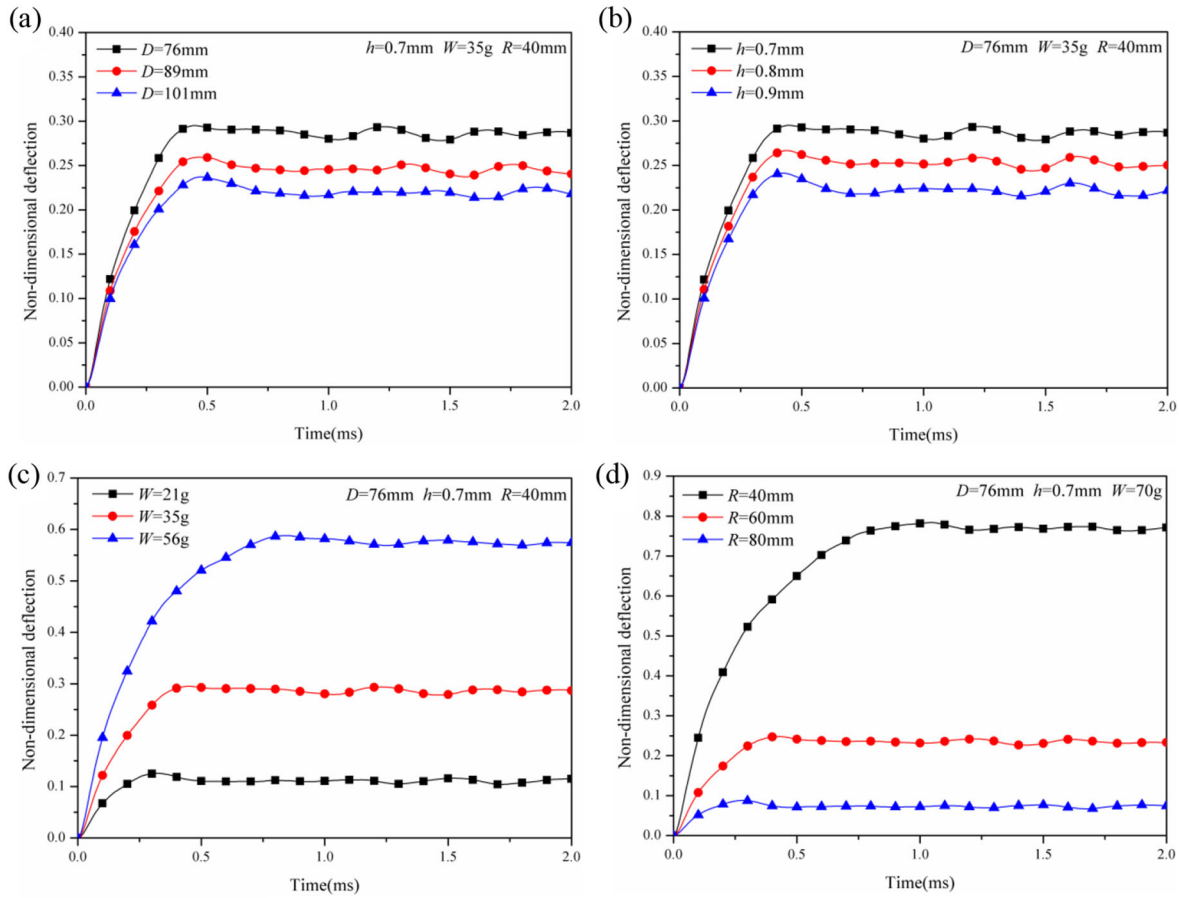 (a)
0.40
0.35
0.30
0.25
0.20
0.15
0.10
0.05
0.00
Non-dimensional deflection
D=76mm
D=89mm
D=101mm
h=0.7mm W=35g R=40mm
0.0 0.5 1.0 1.5 2.0
Time(ms)
(b)
0.40
0.35
0.30
0.25
0.20
0.15
0.10
0.05
0.00
Non-dimensional deflection
h=0.7mm
h=0.8mm
h=0.9mm
D=76mm W=35g R=40mm
0.0 0.5 1.0 1.5 2.0
Time(ms)
(c)
0.7
0.6
0.5
0.4
0.3
0.2
0.1
0.0
Non-dimensional deflection
W=21g
W=35g
W=56g
D=76mm h=0.7mm R=40mm
0.0 0.5 1.0 1.5 2.0
Time(ms)
(d)
0.9
0.8
0.7
0.6
0.5
0.4
0.3
0.2
0.1
0.0
Non-dimensional deflection
R=40mm
R=60mm
R=80mm
D=76mm h=0.7mm W=70g
0.0 0.5 1.0 1.5 2.0
Time(ms)